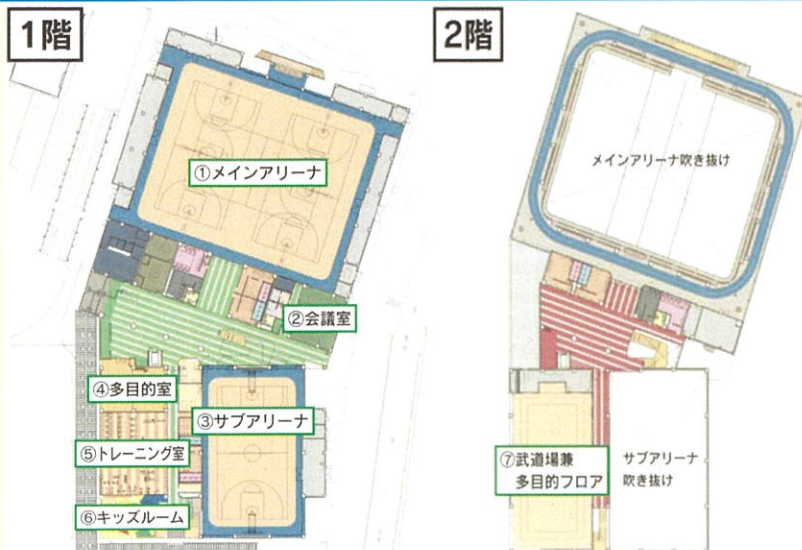 1階
①メインアリーナ
②会議室
④多目的室
③サブアリーナ
⑤トレーニング室
⑥キッズルーム
2階
メインアリーナ吹き抜け
⑦武道場兼
多目的フロア
サブアリーナ
吹き抜け